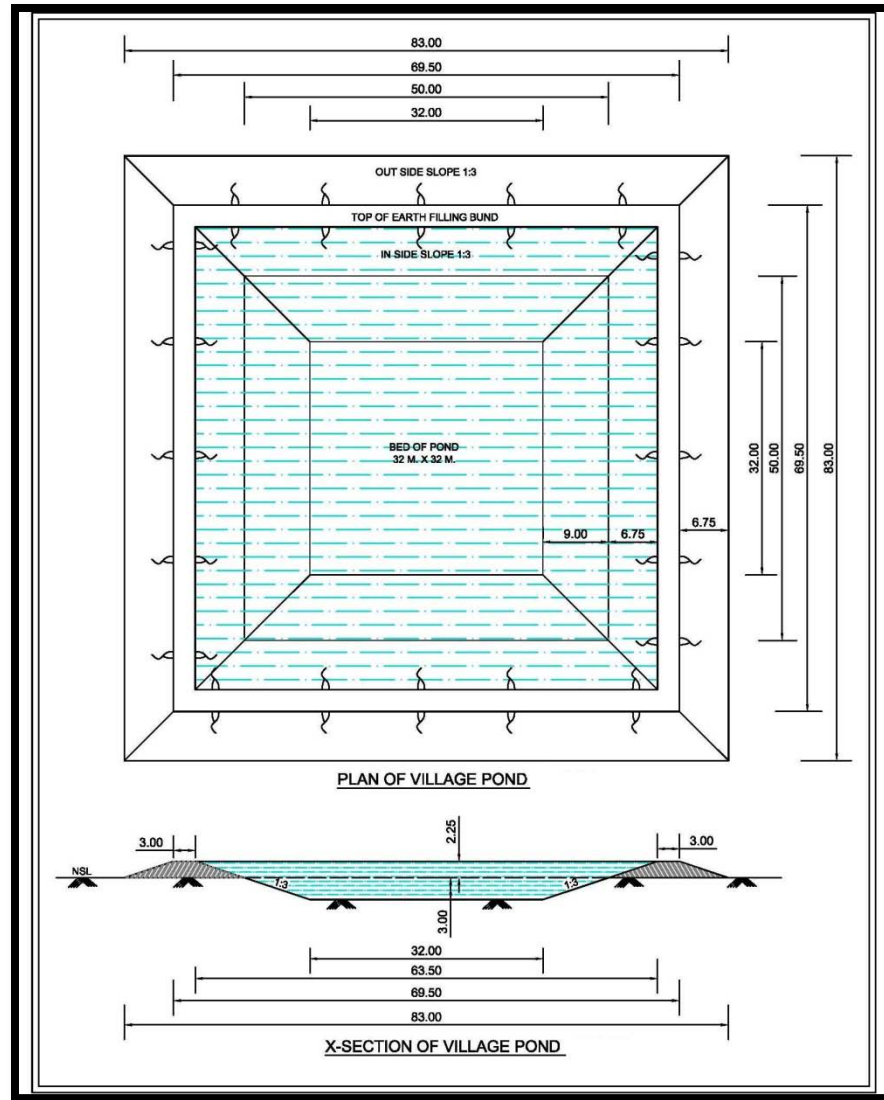 83.00
69.50
50.00
32.00
OUT SIDE SLOPE 1:3
TOP OF EARTH FILLING BUND
IN SIDE SLOPE 1:3
BED OF POND
32 M. X 32 M.
9.00
6.75
6.75
32.00
50.00
69.50
83.00
PLAN OF VILLAGE POND
3.00
2.25
3.00
NSL
1:3
1:3
3.00
32.00
63.50
69.50
83.00
X-SECTION OF VILLAGE POND